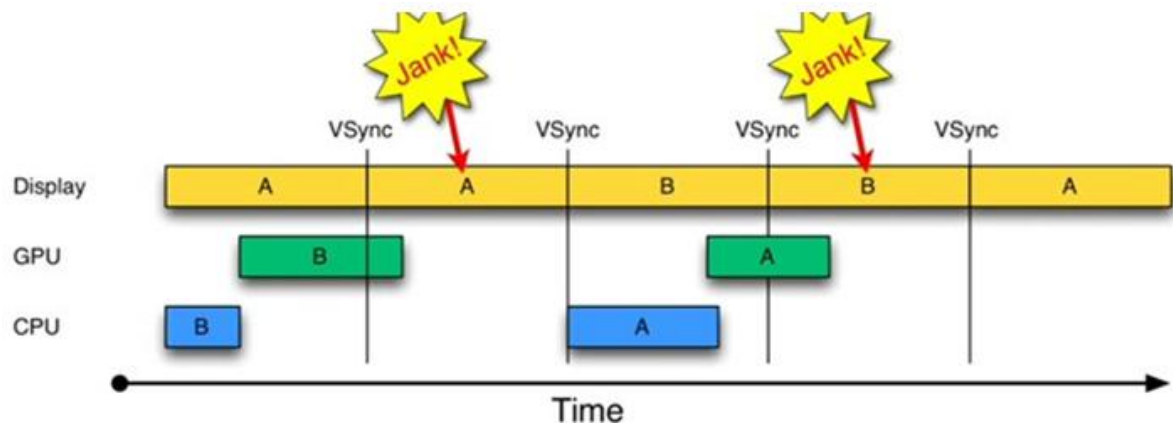 Jank! Jank!
VSync VSync VSync VSync
Display A A B B A
GPU B A
CPU B A
Time